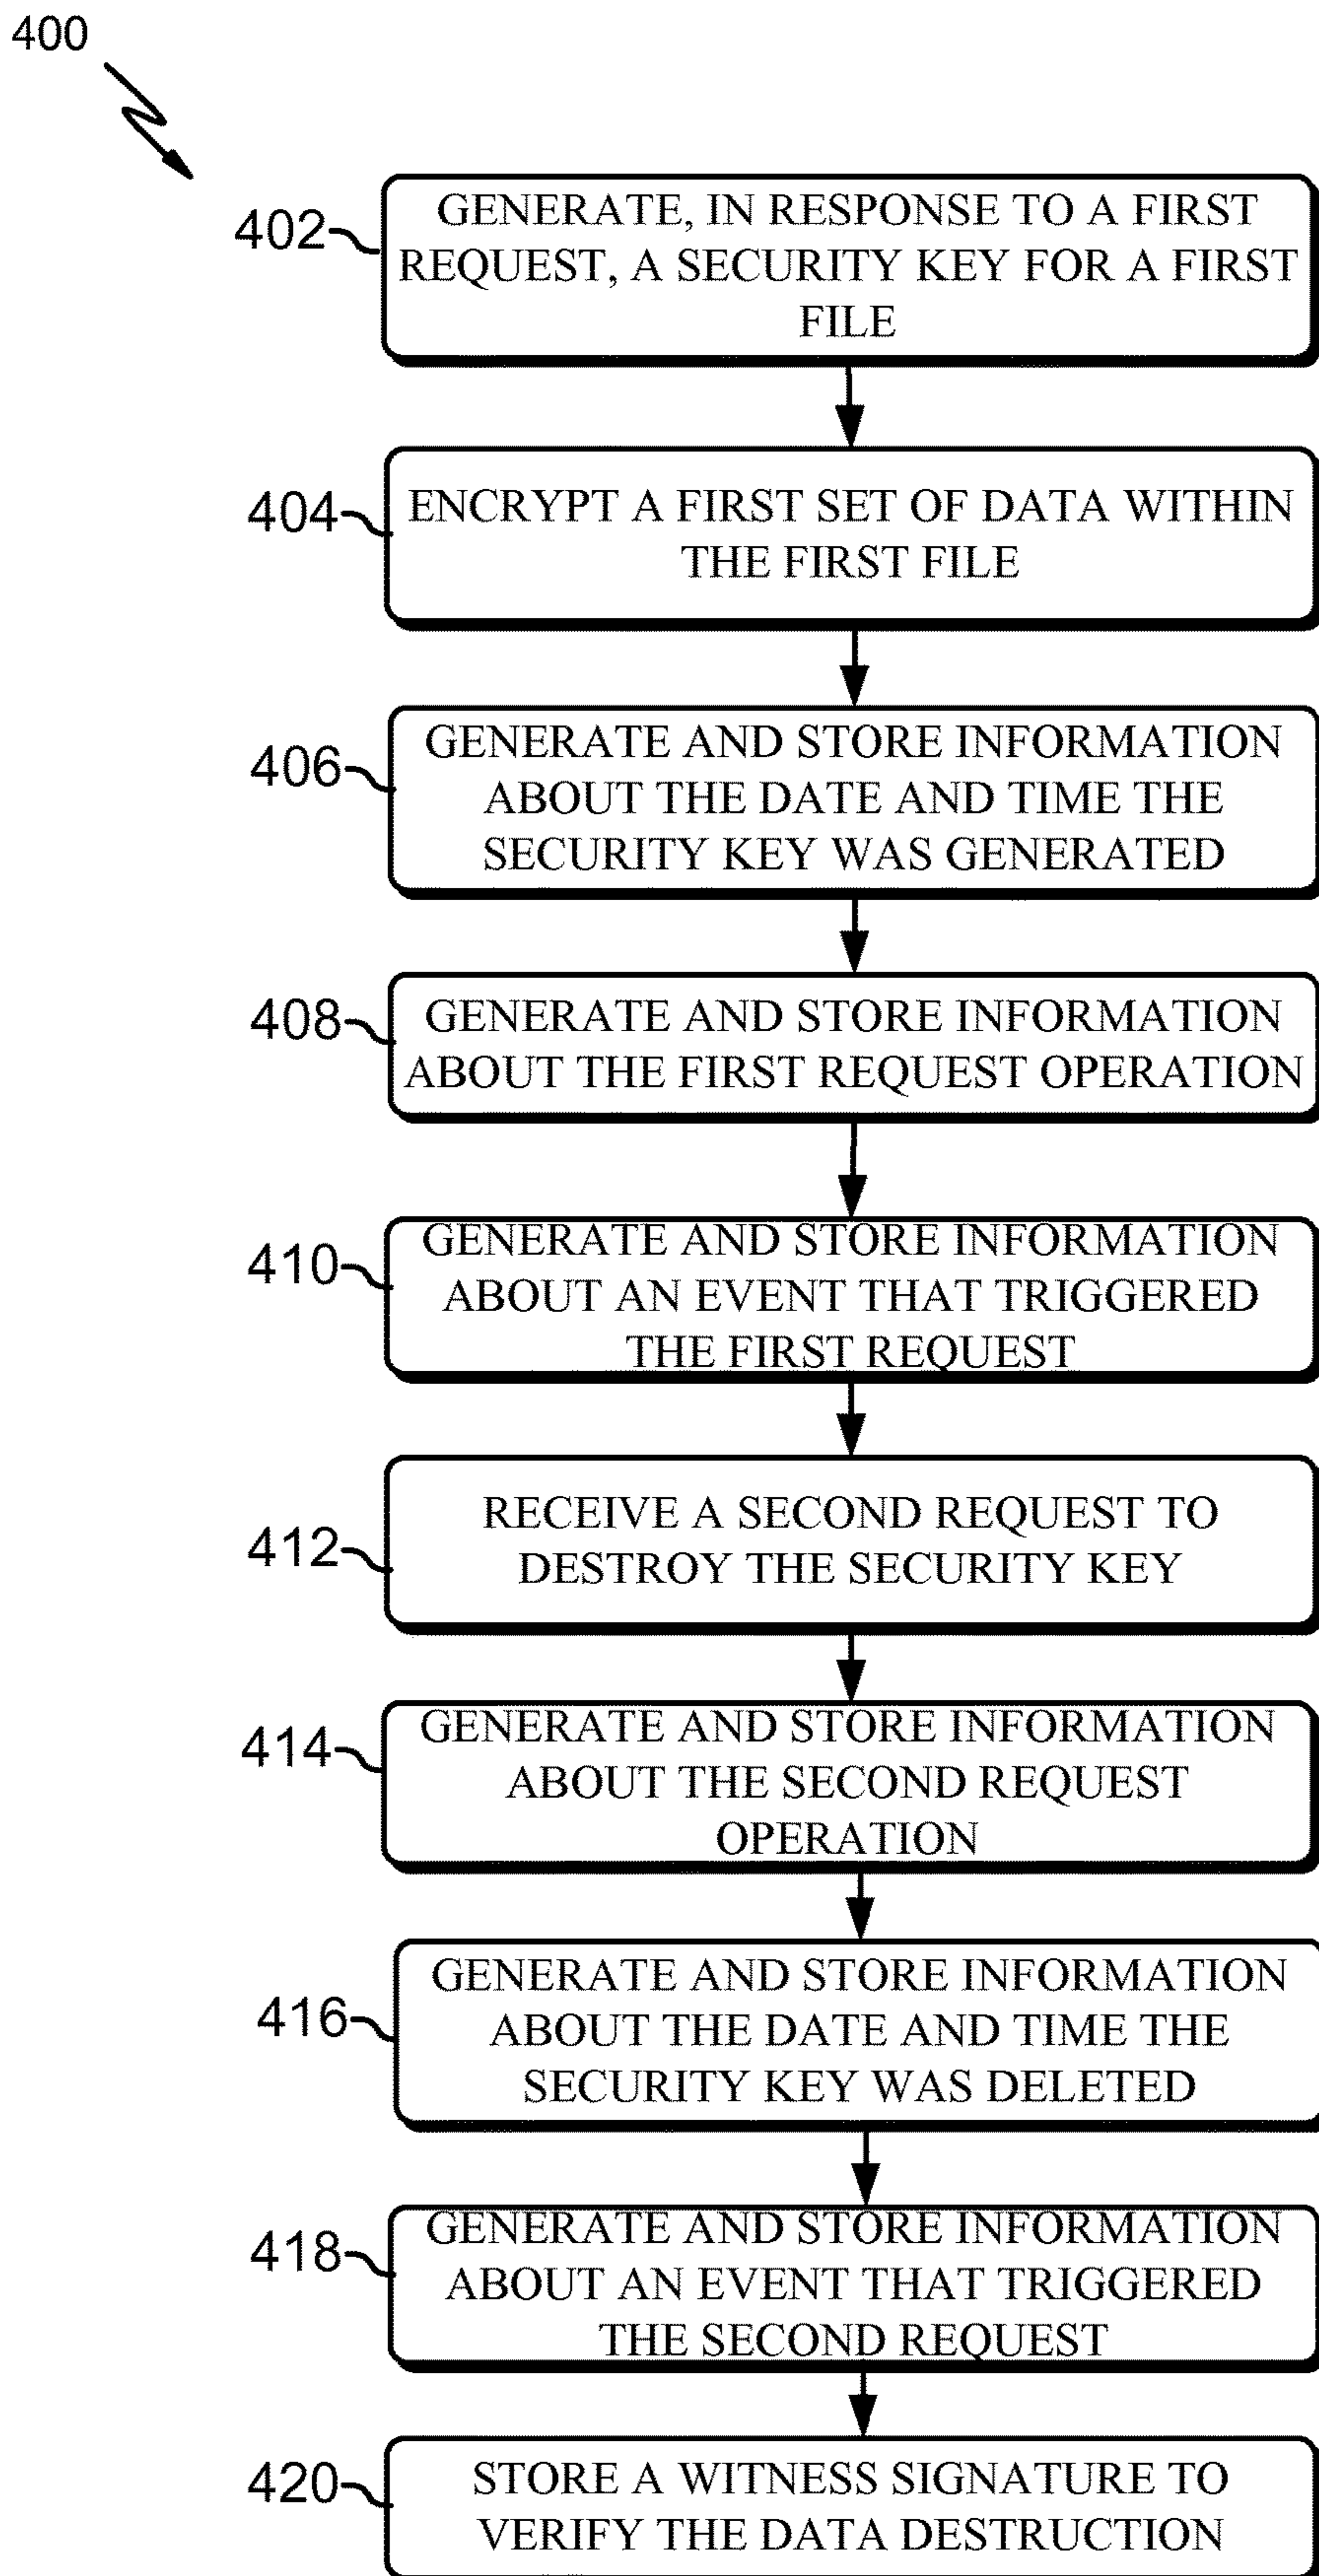 400
402
GENERATE, IN RESPONSE TO A FIRST
REQUEST, A SECURITY KEY FOR A FIRST
FILE
404
ENCRYPT A FIRST SET OF DATA WITHIN
THE FIRST FILE
406
GENERATE AND STORE INFORMATION
ABOUT THE DATE AND TIME THE
SECURITY KEY WAS GENERATED
408
GENERATE AND STORE INFORMATION
ABOUT THE FIRST REQUEST OPERATION
410
GENERATE AND STORE INFORMATION
ABOUT AN EVENT THAT TRIGGERED
THE FIRST REQUEST
412
RECEIVE A SECOND REQUEST TO
DESTROY THE SECURITY KEY
414
GENERATE AND STORE INFORMATION
ABOUT THE SECOND REQUEST
OPERATION
416
GENERATE AND STORE INFORMATION
ABOUT THE DATE AND TIME THE
SECURITY KEY WAS DELETED
418
GENERATE AND STORE INFORMATION
ABOUT AN EVENT THAT TRIGGERED
THE SECOND REQUEST
420
STORE A WITNESS SIGNATURE TO
VERIFY THE DATA DESTRUCTION